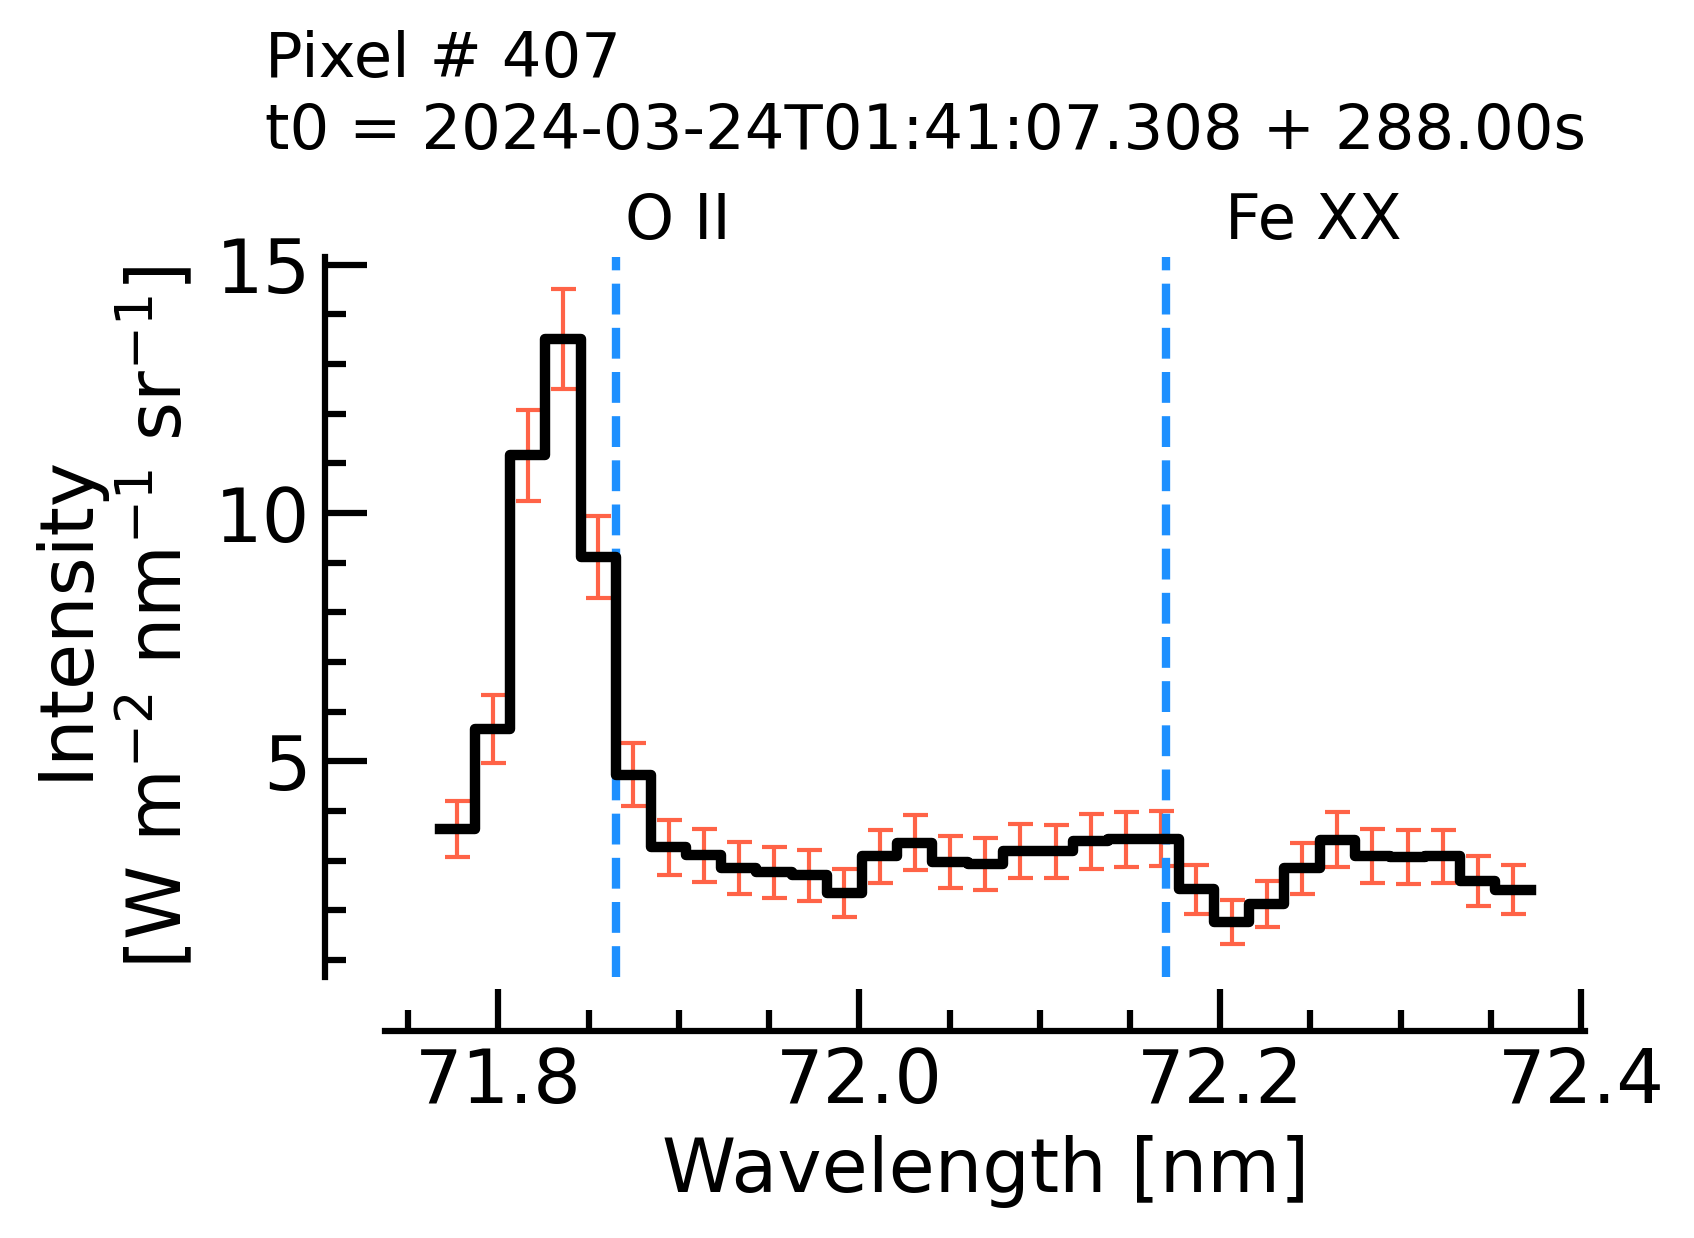 Pixel # 407
t0 = 2024-03-24T01:41:07.308 + 288.00s
O II
Fe XX
Intensity
[W m⁻² nm⁻¹ sr⁻¹]
15
10
5
71.8 72.0 72.2 72.4
Wavelength [nm]